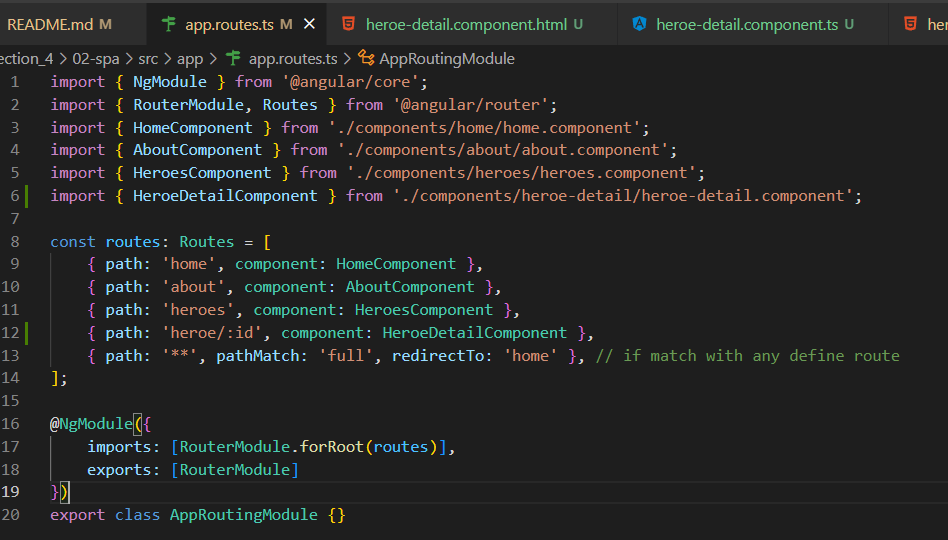 README.md M app.routes.ts M × heroe-detail.component.html U heroe-detail.component.ts U her
ection_4 > 02-spa > src > app > app.routes.ts > AppRoutingModule
1 import { NgModule } from '@angular/core';
2 import { RouterModule, Routes } from '@angular/router';
3 import { HomeComponent } from './components/home/home.component';
4 import { AboutComponent } from './components/about/about.component';
5 import { HeroesComponent } from './components/heroes/heroes.component';
6 import { HeroeDetailComponent } from './components/heroe-detail/heroe-detail.component';
7
8 const routes: Routes = [
9 { path: 'home', component: HomeComponent },
10 { path: 'about', component: AboutComponent },
11 { path: 'heroes', component: HeroesComponent },
12 { path: 'heroe/:id', component: HeroeDetailComponent },
13 { path: '**', pathMatch: 'full', redirectTo: 'home' }, // if match with any define route
14 ];
15
16 @NgModule({
17 imports: [RouterModule.forRoot(routes)],
18 exports: [RouterModule]
19 })
20 export class AppRoutingModule {}